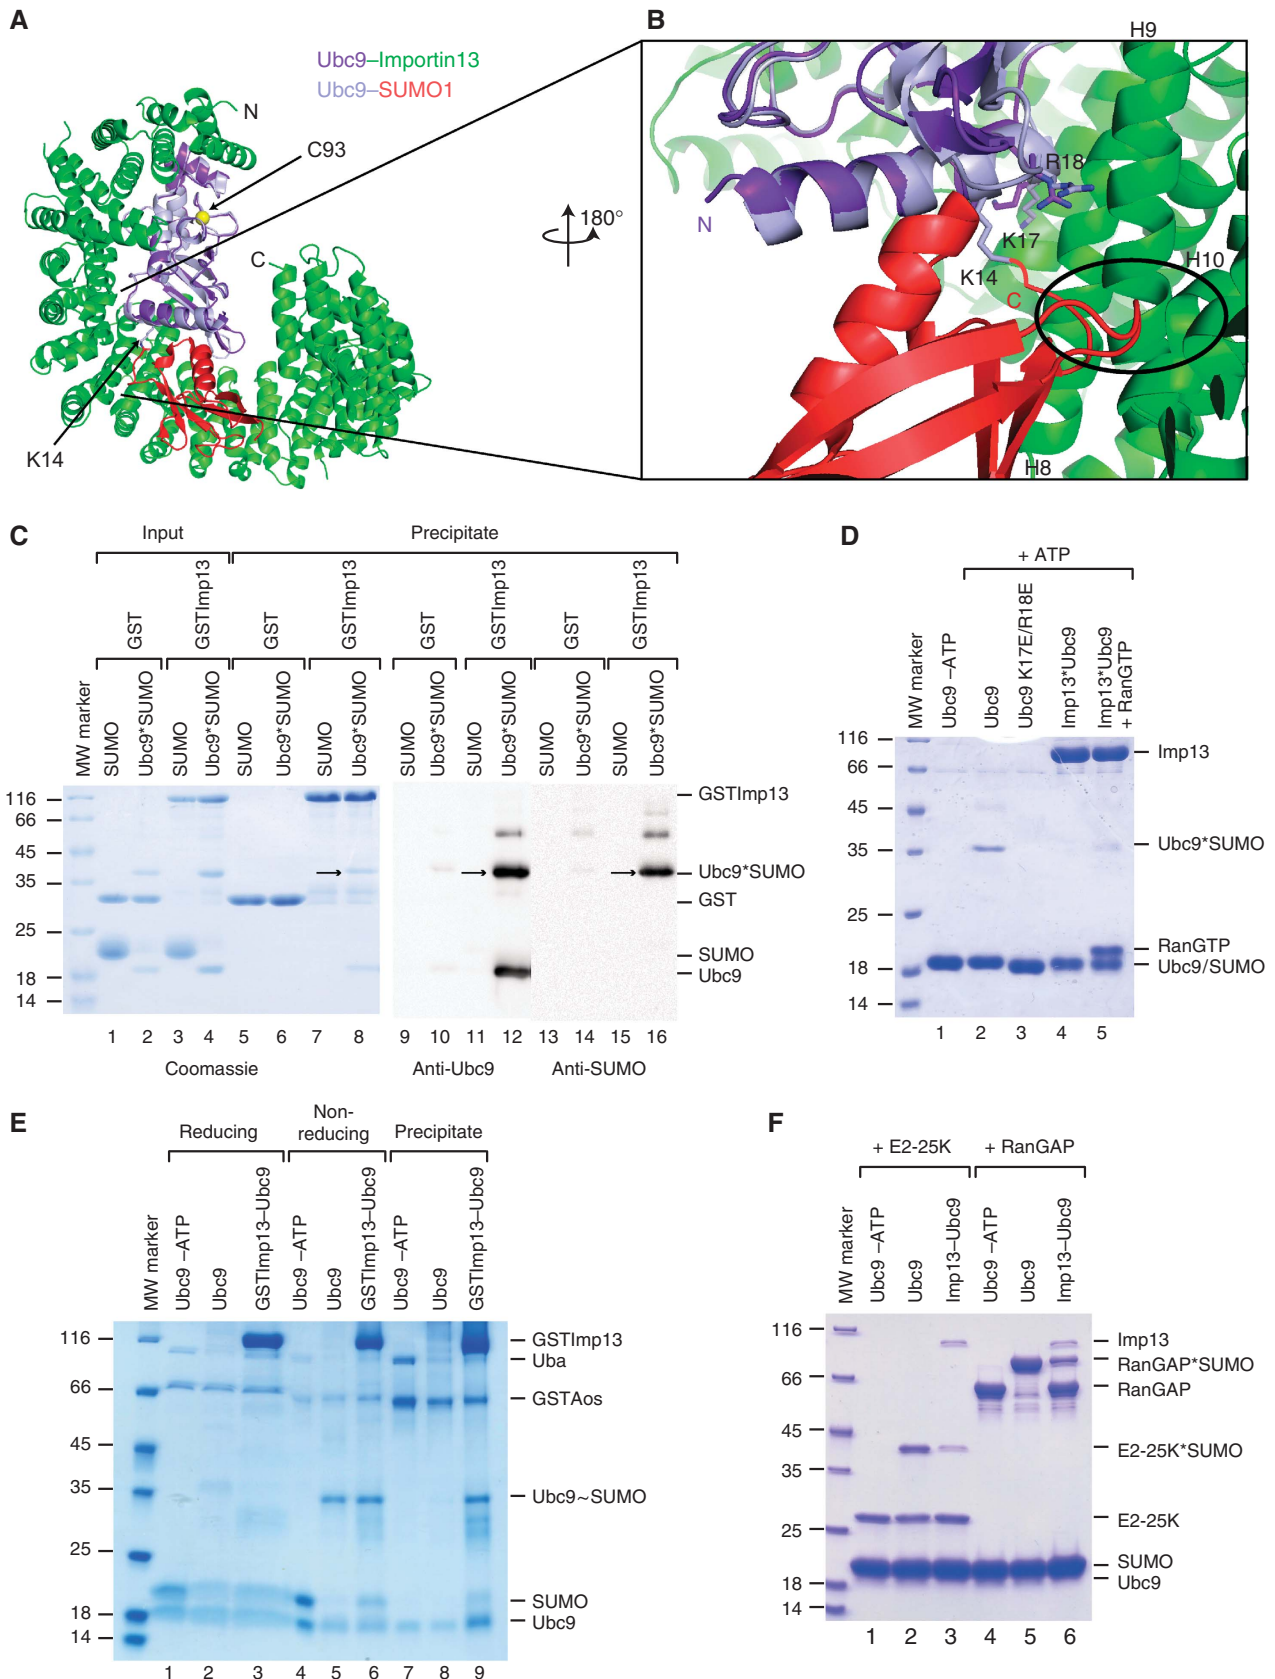 A
Ubc9–Importin13
Ubc9–SUMO1
N
C93
C
K14
180°
B
H9
R18
N
K17
H10
K14
C
H8
C
Input
Precipitate
GST
GSTImp13
GST
GSTImp13
GST
GSTImp13
GST
GSTImp13
MW marker
SUMO
Ubc9*SUMO
SUMO
Ubc9*SUMO
SUMO
Ubc9*SUMO
SUMO
Ubc9*SUMO
SUMO
Ubc9*SUMO
SUMO
Ubc9*SUMO
SUMO
Ubc9*SUMO
SUMO
Ubc9*SUMO
116
66
45
35
25
18
14
GSTImp13
Ubc9*SUMO
GST
SUMO
Ubc9
1 2 3 4 5 6 7 8 9 10 11 12 13 14 15 16
Coomassie
Anti-Ubc9
Anti-SUMO
D
+ ATP
MW marker
Ubc9 –ATP
Ubc9
Ubc9 K17E/R18E
Imp13*Ubc9
Imp13*Ubc9
+ RanGTP
116
66
45
35
25
18
14
Imp13
Ubc9*SUMO
RanGTP
Ubc9/SUMO
1 2 3 4 5
E
Reducing
Non-
reducing
Precipitate
MW marker
Ubc9 –ATP
Ubc9
GSTImp13–Ubc9
Ubc9 –ATP
Ubc9
GSTImp13–Ubc9
Ubc9 –ATP
Ubc9
GSTImp13–Ubc9
116
66
45
35
25
18
14
GSTImp13
Uba
GSTAos
Ubc9~SUMO
SUMO
Ubc9
1 2 3 4 5 6 7 8 9
F
+ E2-25K
+ RanGAP
MW marker
Ubc9 –ATP
Ubc9
Imp13–Ubc9
Ubc9 –ATP
Ubc9
Imp13–Ubc9
116
66
45
35
25
18
14
Imp13
RanGAP*SUMO
RanGAP
E2-25K*SUMO
E2-25K
SUMO
Ubc9
1 2 3 4 5 6